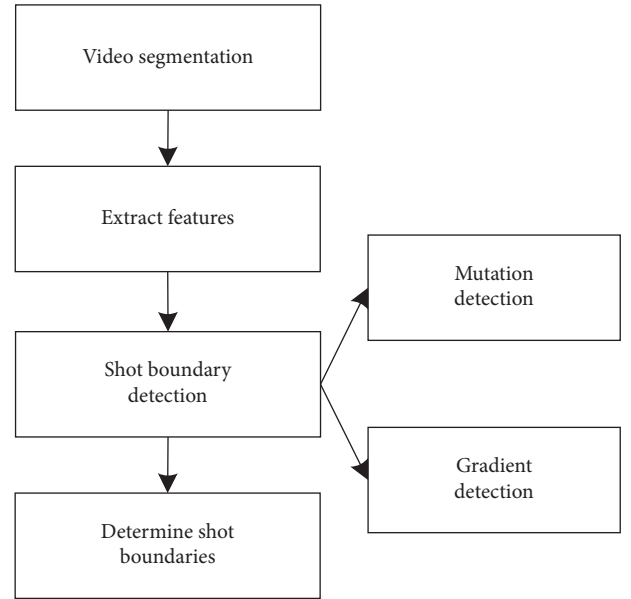 Video segmentation
Extract features
Shot boundary
detection
Mutation
detection
Gradient
detection
Determine shot
boundaries